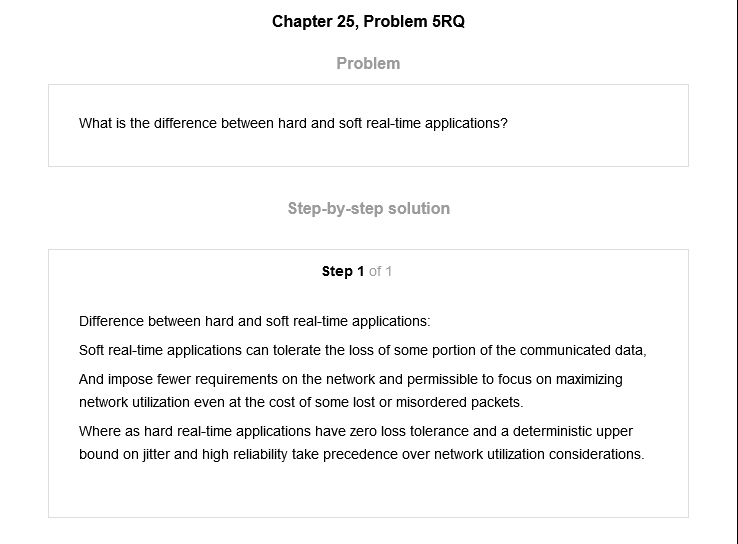 Chapter 25, Problem 5RQ
Problem
What is the difference between hard and soft real-time applications?
Step-by-step solution
Step 1 of 1
Difference between hard and soft real-time applications:
Soft real-time applications can tolerate the loss of some portion of the communicated data,
And impose fewer requirements on the network and permissible to focus on maximizing
network utilization even at the cost of some lost or misordered packets.
Where as hard real-time applications have zero loss tolerance and a deterministic upper
bound on jitter and high reliability take precedence over network utilization considerations.